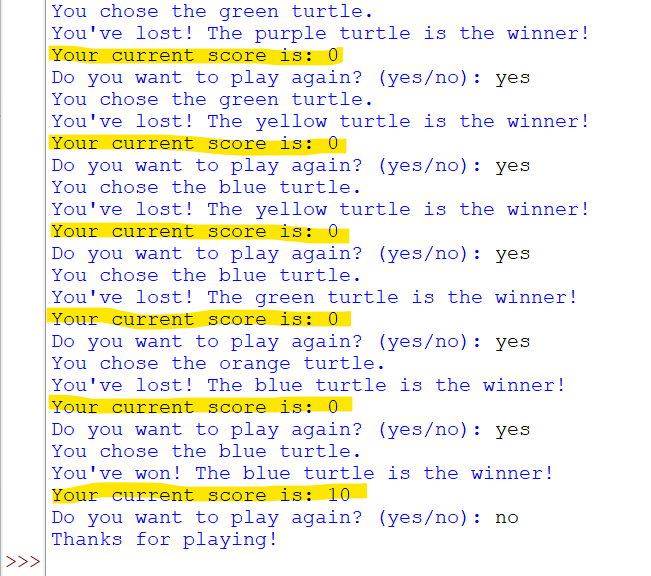 You chose the green turtle.
You've lost! The purple turtle is the winner!
Your current score is: 0
Do you want to play again? (yes/no): yes
You chose the green turtle.
You've lost! The yellow turtle is the winner!
Your current score is: 0
Do you want to play again? (yes/no): yes
You chose the blue turtle.
You've lost! The yellow turtle is the winner!
Your current score is: 0
Do you want to play again? (yes/no): yes
You chose the blue turtle.
You've lost! The green turtle is the winner!
Your current score is: 0
Do you want to play again? (yes/no): yes
You chose the orange turtle.
You've lost! The blue turtle is the winner!
Your current score is: 0
Do you want to play again? (yes/no): yes
You chose the blue turtle.
You've won! The blue turtle is the winner!
Your current score is: 10
Do you want to play again? (yes/no): no
Thanks for playing!
>>>